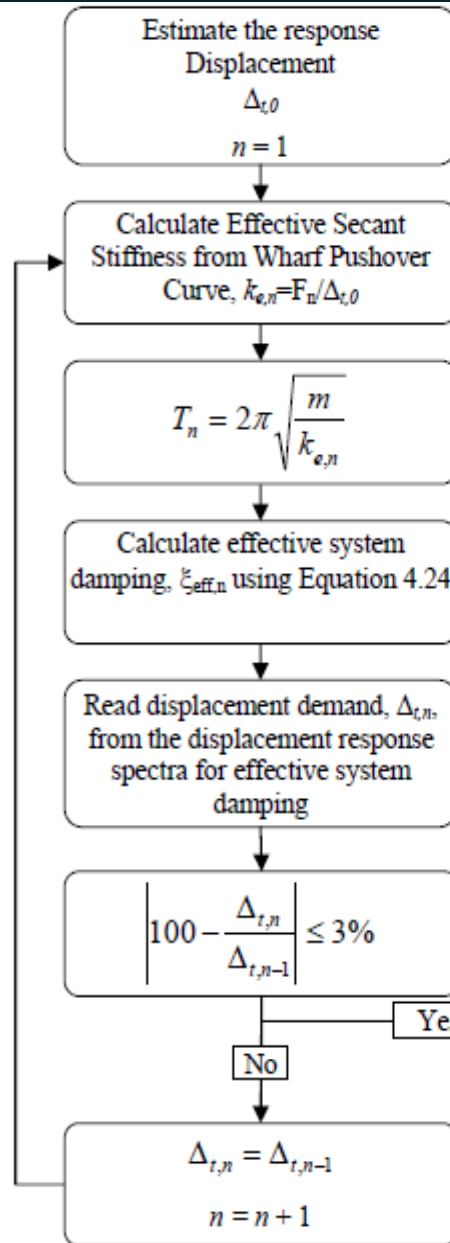 Estimate the response
Displacement
Δt,0
n = 1
Calculate Effective Secant
Stiffness from Wharf Pushover
Curve, ke,n=Fn/Δt,0
Tn = 2π√(m/ke,n)
Calculate effective system
damping, ξeff,n using Equation 4.24
Read displacement demand, Δt,n,
from the displacement response
spectra for effective system
damping
|100 − Δt,n/Δt,n−1| ≤ 3%
Ye
No
Δt,n = Δt,n−1
n = n + 1